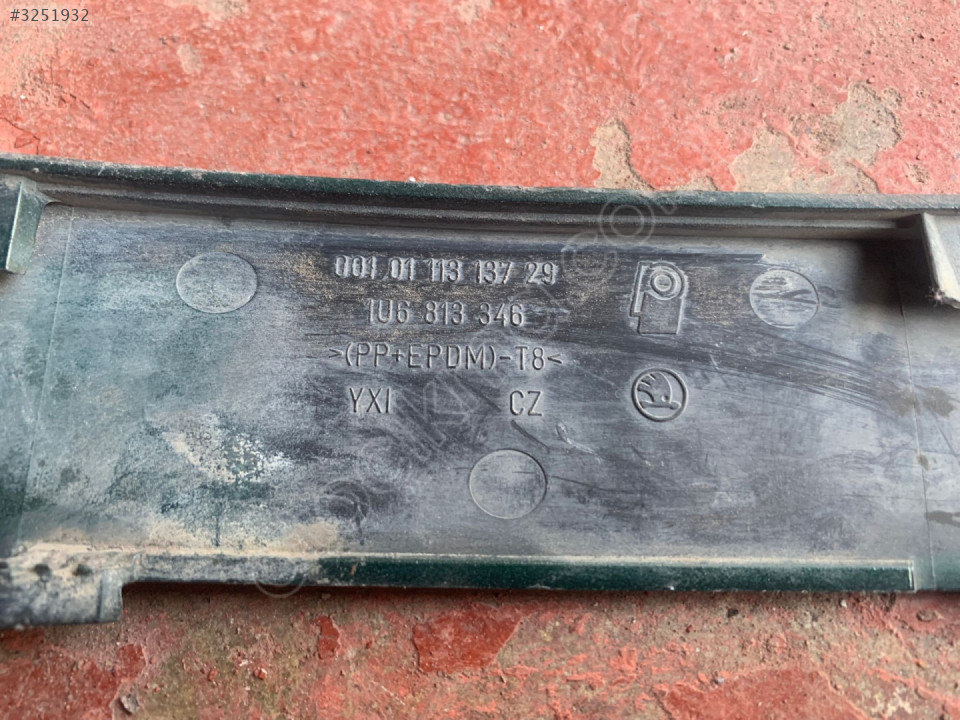 #3251932
001 01 113 137 29
1U6 813 346
>(PP+EPDM)-T8<
YXI CZ